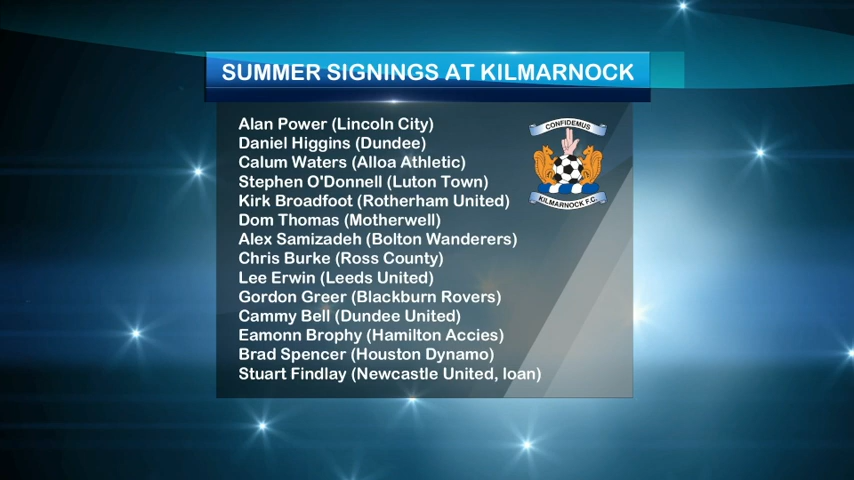 SUMMER SIGNINGS AT KILMARNOCK
Alan Power (Lincoln City)
Daniel Higgins (Dundee)
Calum Waters (Alloa Athletic)
Stephen O'Donnell (Luton Town)
Kirk Broadfoot (Rotherham United)
Dom Thomas (Motherwell)
Alex Samizadeh (Bolton Wanderers)
Chris Burke (Ross County)
Lee Erwin (Leeds United)
Gordon Greer (Blackburn Rovers)
Cammy Bell (Dundee United)
Eamonn Brophy (Hamilton Accies)
Brad Spencer (Houston Dynamo)
Stuart Findlay (Newcastle United, loan)
CONFIDEMUS
KILMARNOCK F.C.